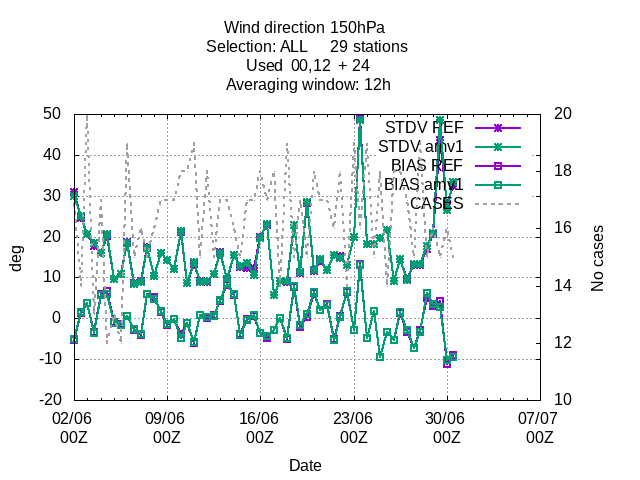 Wind direction 150hPa
Selection: ALL 29 stations
Used 00,12 + 24
Averaging window: 12h
50
40
30
20
10
0
-10
-20
20
18
16
14
12
10
STDV REF
STDV amv1
BIAS REF
BIAS amv1
CASES
deg
No cases
02/06 09/06 16/06 23/06 30/06 07/07
00Z 00Z 00Z 00Z 00Z 00Z
Date